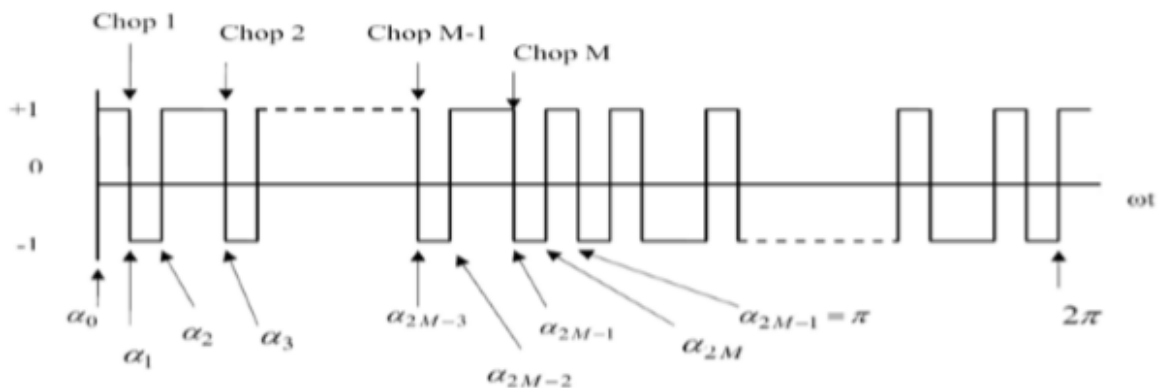 Chop 1
Chop 2
Chop M-1
Chop M
+1
0
-1
ωt
α₀
α₁
α₂
α₃
α₂M₋₃
α₂M₋₂
α₂M₋₁
α₂M
α₂M₋₁ = π
2π